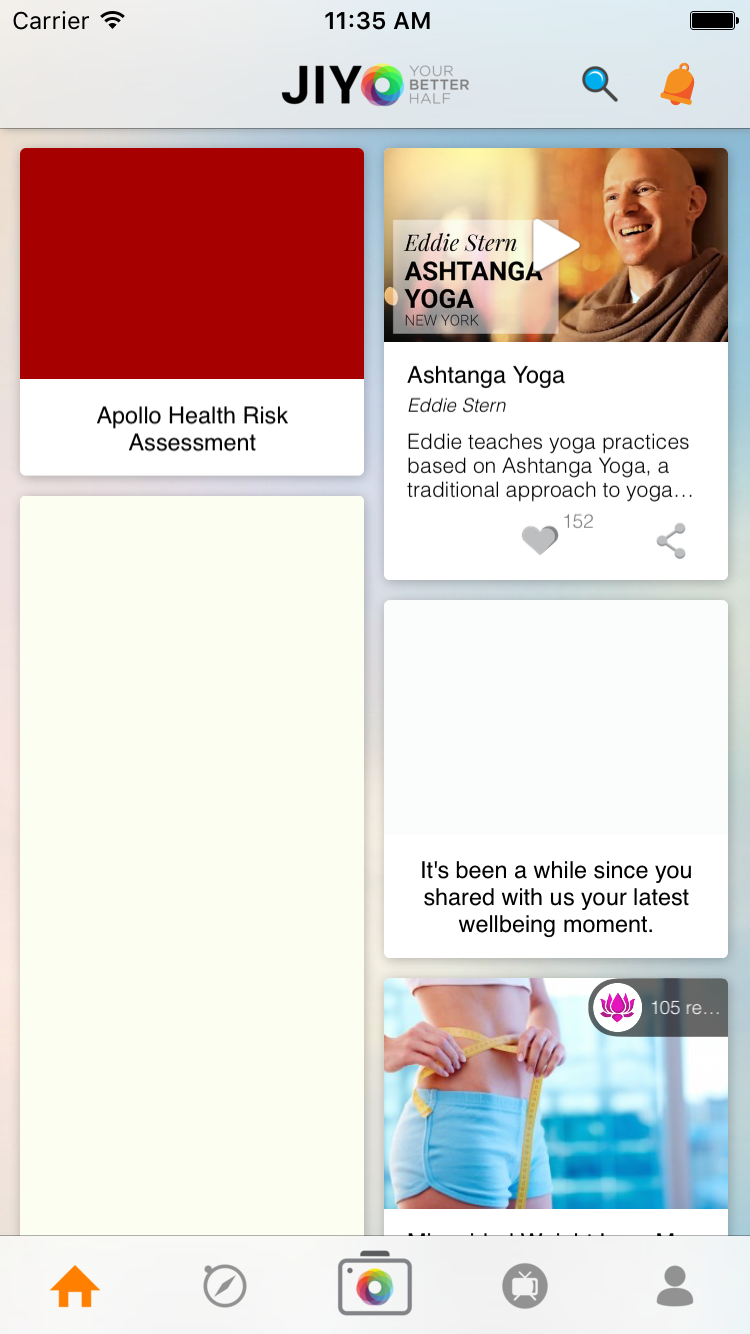 Carrier 11:35 AM
JIYO YOUR
BETTER
HALF
Apollo Health Risk
Assessment
Eddie Stern
ASHTANGA
YOGA
NEW YORK
Ashtanga Yoga
Eddie Stern
Eddie teaches yoga practices
based on Ashtanga Yoga, a
traditional approach to yoga...
152
It's been a while since you
shared with us your latest
wellbeing moment.
105 re...